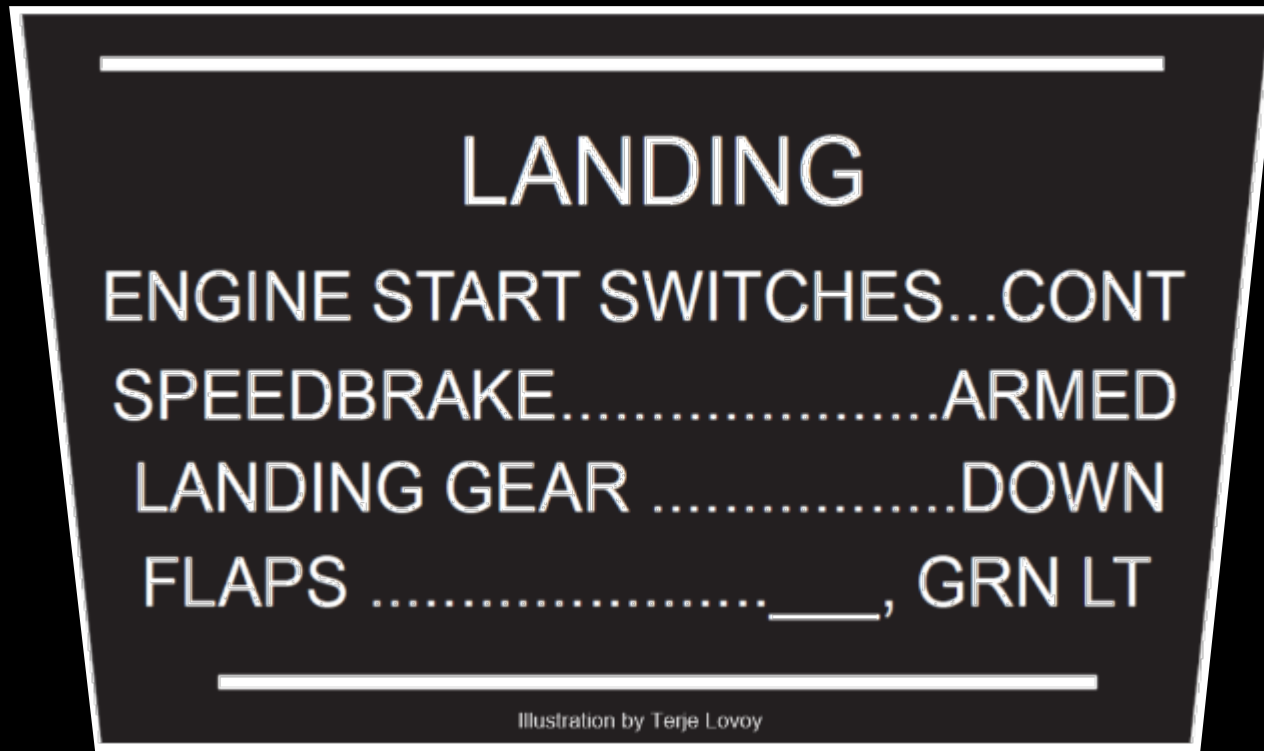 LANDING
ENGINE START SWITCHES...CONT
SPEEDBRAKE.....................ARMED
LANDING GEAR .................DOWN
FLAPS ......................___, GRN LT
Illustration by Terje Lovoy